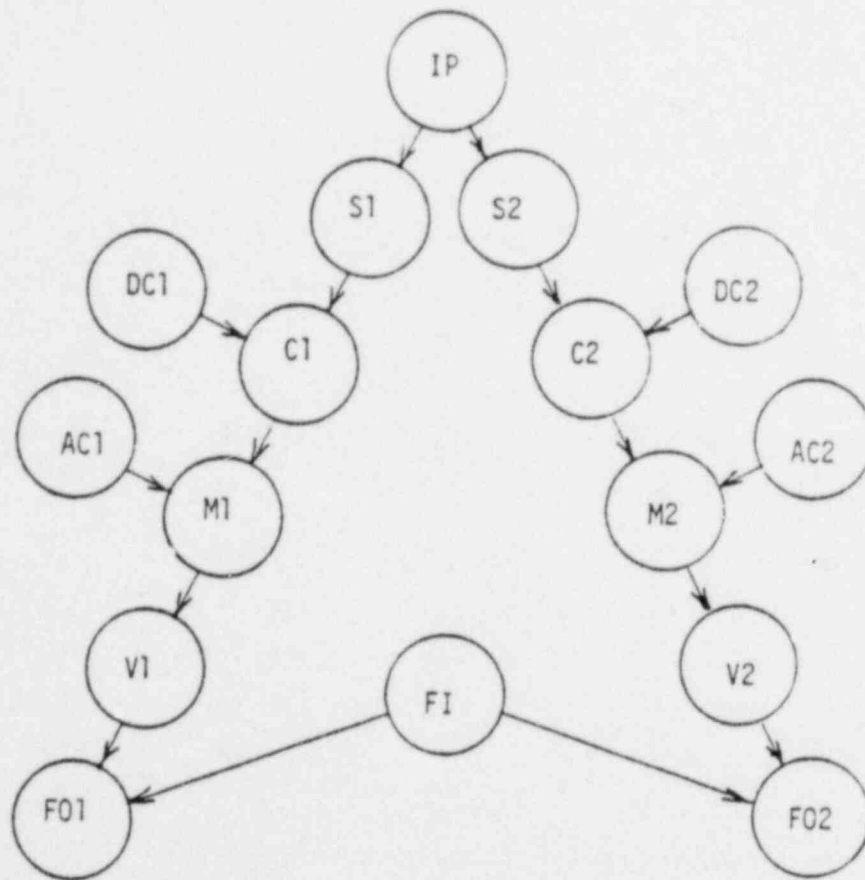 IP
S1 S2
DC1 DC2
C1 C2
AC1 AC2
M1 M2
V1 FI V2
FO1 FO2